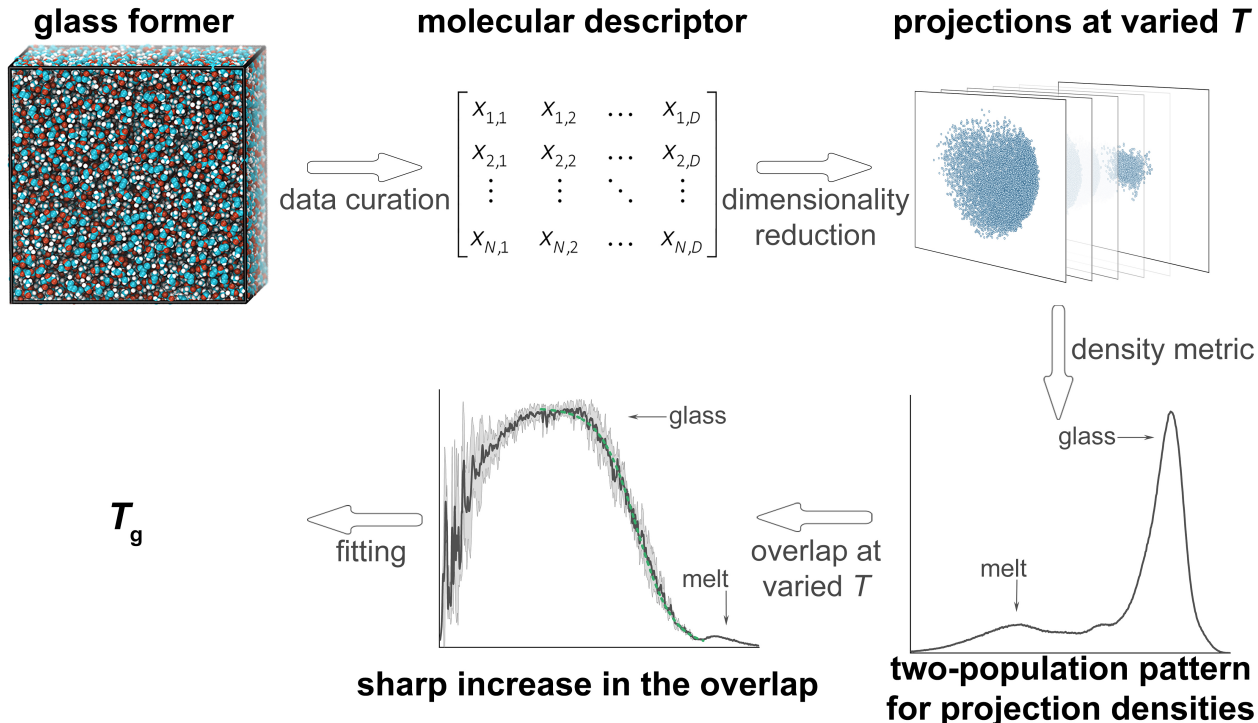 glass former
molecular descriptor
projections at varied T
data curation
x1,1 x1,2 ... x1,D
x2,1 x2,2 ... x2,D
⋮ ⋮ ⋱ ⋮
xN,1 xN,2 ... xN,D
dimensionality
reduction
density metric
glass
melt
two-population pattern
for projection densities
overlap at
varied T
glass
melt
sharp increase in the overlap
fitting
Tg